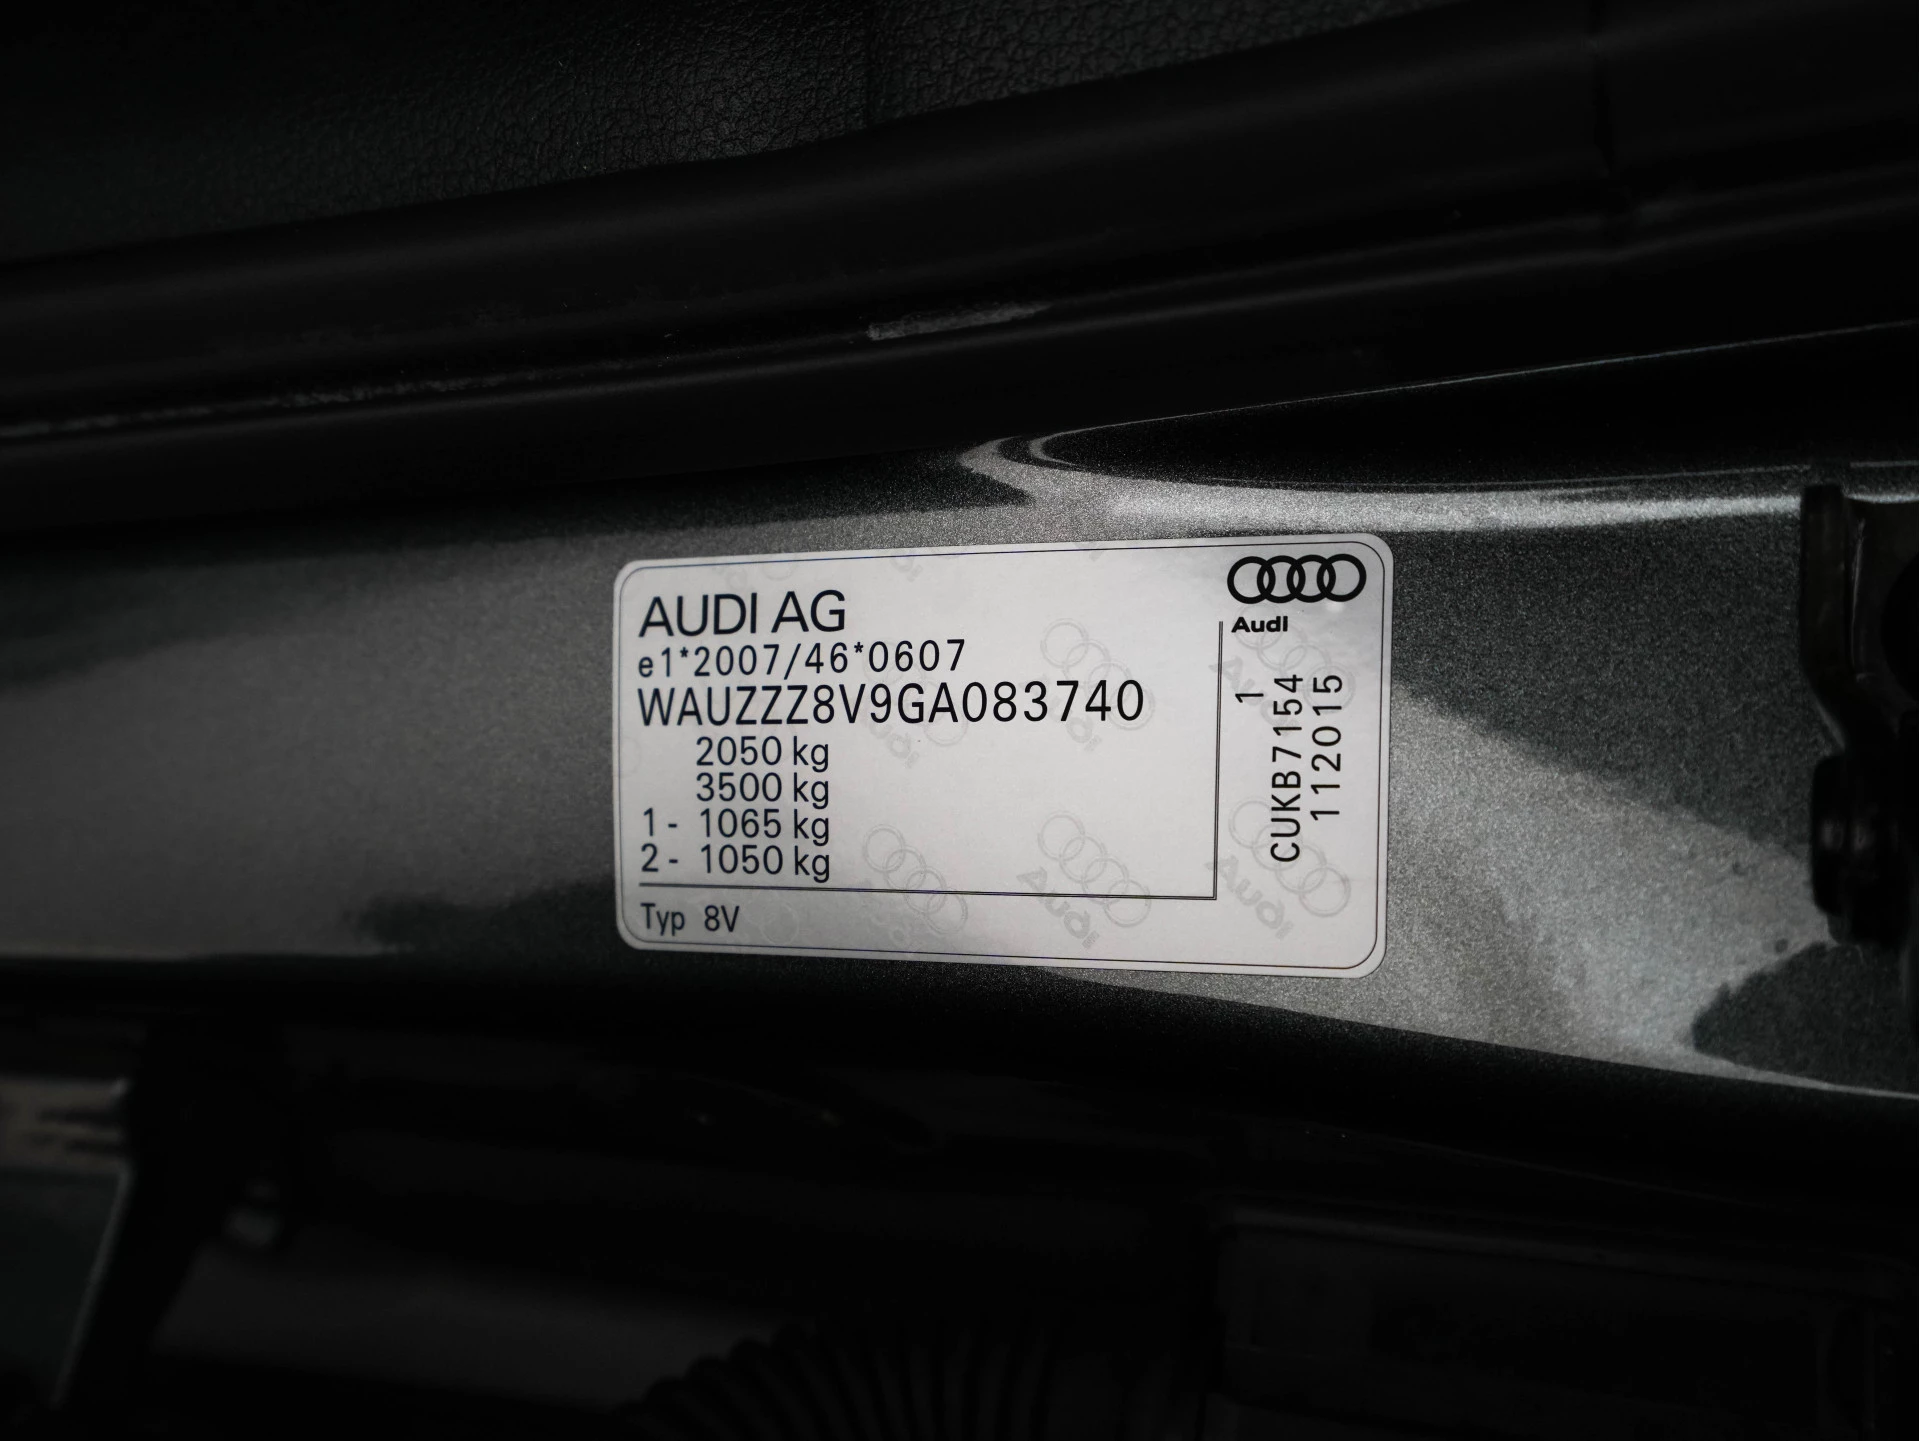 AUDI AG
e1*2007/46*0607
WAUZZZ8V9GA083740
2050 kg
3500 kg
1 - 1065 kg
2 - 1050 kg
Typ 8V
Audi
1
CUKB7154
112015